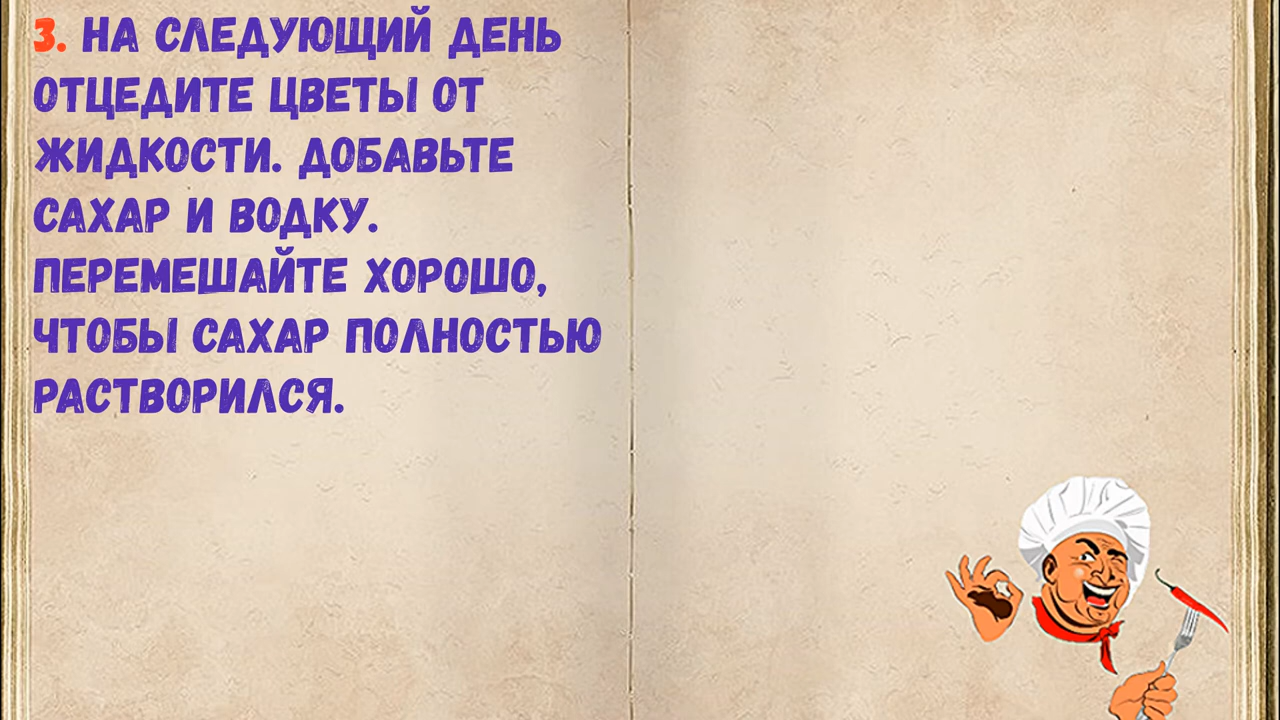 3. НА СЛЕДУЮЩИЙ ДЕНЬ
ОТЦЕДИТЕ ЦВЕТЫ ОТ
ЖИДКОСТИ. ДОБАВЬТЕ
САХАР И ВОДКУ.
ПЕРЕМЕШАЙТЕ ХОРОШО,
ЧТОБЫ САХАР ПОЛНОСТЬЮ
РАСТВОРИЛСЯ.